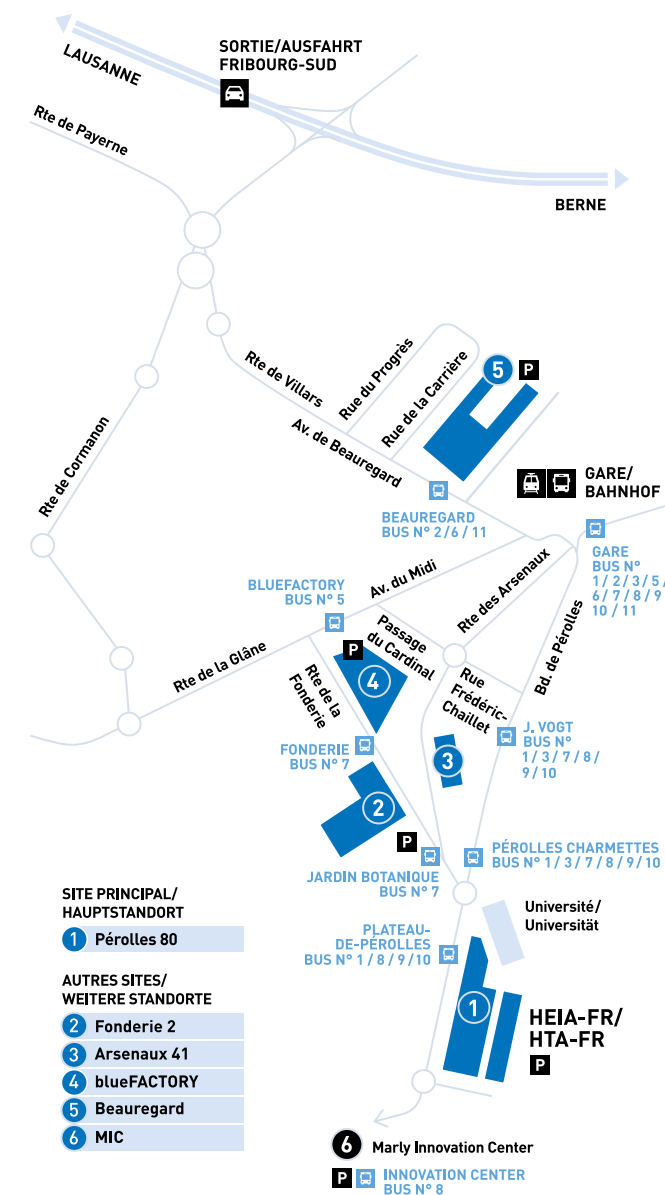 SORTIE/AUSFAHRT
FRIBOURG-SUD
LAUSANNE
BERNE
Rte de Payerne
Rte de Cormanon
Rte de Villars
Rue du Progrès
Rue de la Carrière
Av. de Beauregard
5
P
GARE/
BAHNHOF
BEAUREGARD
BUS N° 2/6 / 11
GARE
BUS N°
1 / 2 / 3 / 5 /
6 / 7 / 8 / 9
10 / 11
BLUEFACTORY
BUS N° 5
Av. du Midi
Rte des Arsenaux
Passage
du Cardinal
Bd. de Pérolles
Rte de la Glâne
P
4
Rte de la
Fonderie
Rue
Frédéric-
Chaillet
FONDERIE
BUS N° 7
3
J. VOGT
BUS N°
1 / 3 / 7 / 8 /
9 / 10
2
P
JARDIN BOTANIQUE
BUS N° 7
PÉROLLES CHARMETTES
BUS N° 1 / 3 / 7 / 8 / 9 / 10
SITE PRINCIPAL/
HAUPTSTANDORT
1 Pérolles 80
AUTRES SITES/
WEITERE STANDORTE
2 Fonderie 2
3 Arsenaux 41
4 blueFACTORY
5 Beauregard
6 MIC
PLATEAU-
DE-PÉROLLES
BUS N° 1 / 8 / 9 / 10
Université/
Universität
1
HEIA-FR/
HTA-FR
P
6 Marly Innovation Center
P INNOVATION CENTER
BUS N° 8